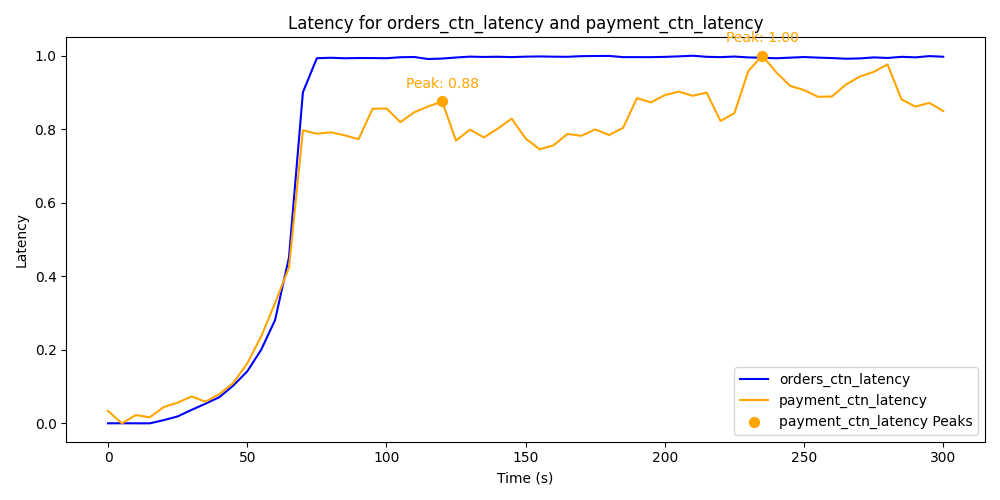 Latency for orders_ctn_latency and payment_ctn_latency
Peak: 1.00
Peak: 0.88
1.0
0.8
0.6
0.4
0.2
0.0
Latency
0 50 100 150 200 250 300
Time (s)
orders_ctn_latency
payment_ctn_latency
payment_ctn_latency Peaks